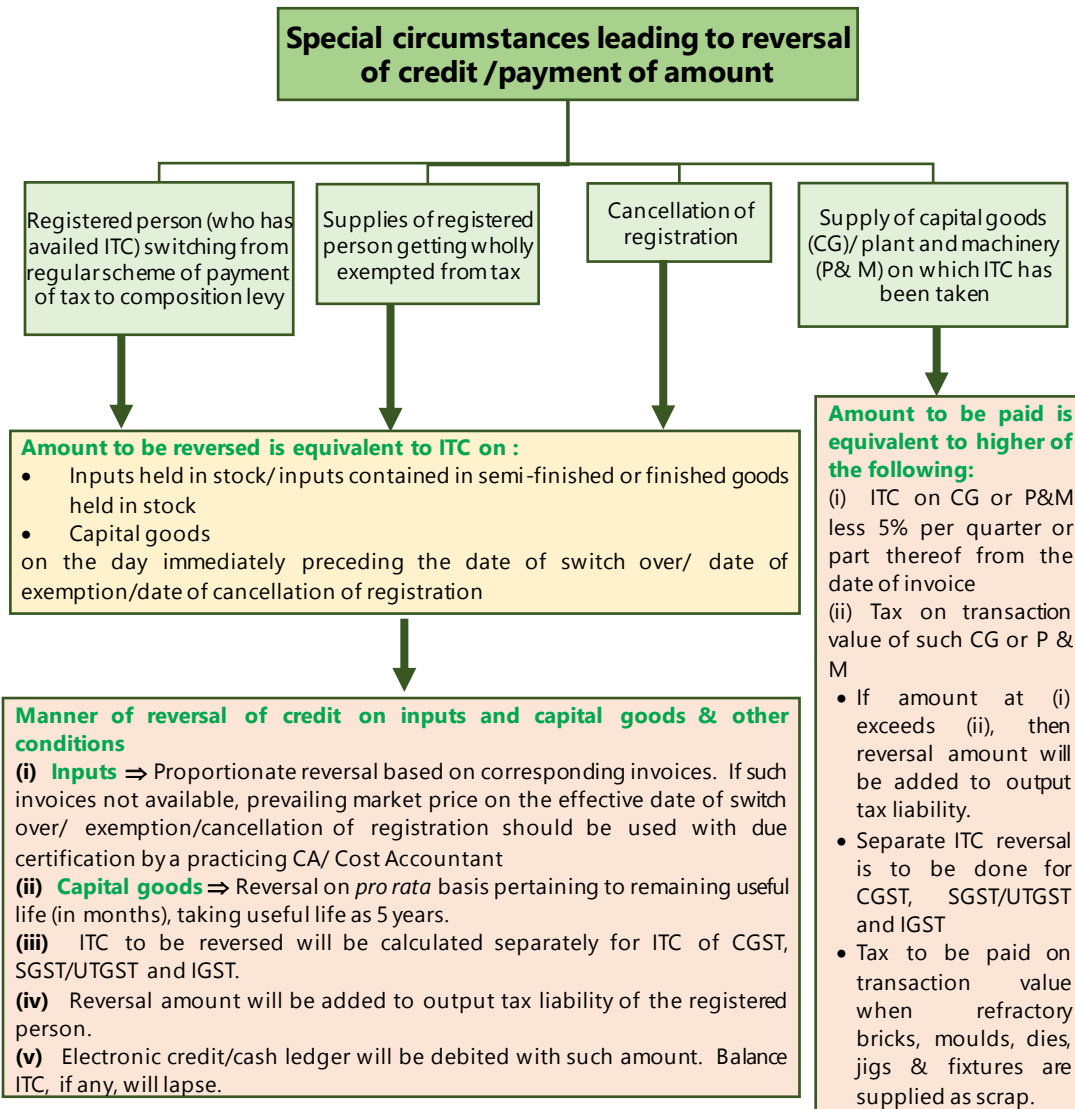 Special circumstances leading to reversal
of credit /payment of amount
Registered person (who has
availed ITC) switching from
regular scheme of payment
of tax to composition levy
Supplies of registered
person getting wholly
exempted from tax
Cancellation of
registration
Supply of capital goods
(CG)/ plant and machinery
(P& M) on which ITC has
been taken
Amount to be reversed is equivalent to ITC on :
• Inputs held in stock/ inputs contained in semi-finished or finished goods
held in stock
• Capital goods
on the day immediately preceding the date of switch over/ date of
exemption/date of cancellation of registration
Manner of reversal of credit on inputs and capital goods & other
conditions
(i) Inputs ⇒ Proportionate reversal based on corresponding invoices. If such
invoices not available, prevailing market price on the effective date of switch
over/ exemption/cancellation of registration should be used with due
certification by a practicing CA/ Cost Accountant
(ii) Capital goods ⇒ Reversal on pro rata basis pertaining to remaining useful
life (in months), taking useful life as 5 years.
(iii) ITC to be reversed will be calculated separately for ITC of CGST,
SGST/UTGST and IGST.
(iv) Reversal amount will be added to output tax liability of the registered
person.
(v) Electronic credit/cash ledger will be debited with such amount. Balance
ITC, if any, will lapse.
Amount to be paid is
equivalent to higher of
the following:
(i) ITC on CG or P&M
less 5% per quarter or
part thereof from the
date of invoice
(ii) Tax on transaction
value of such CG or P &
M
• If amount at (i)
exceeds (ii), then
reversal amount will
be added to output
tax liability.
• Separate ITC reversal
is to be done for
CGST, SGST/UTGST
and IGST
• Tax to be paid on
transaction value
when refractory
bricks, moulds, dies,
jigs & fixtures are
supplied as scrap.